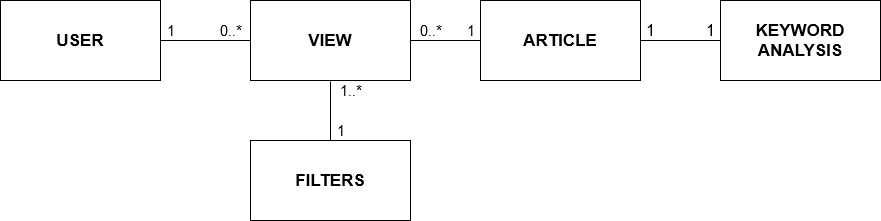 USER
1
0..*
VIEW
0..*
1
ARTICLE
1
1
KEYWORD
ANALYSIS
1..*
1
FILTERS